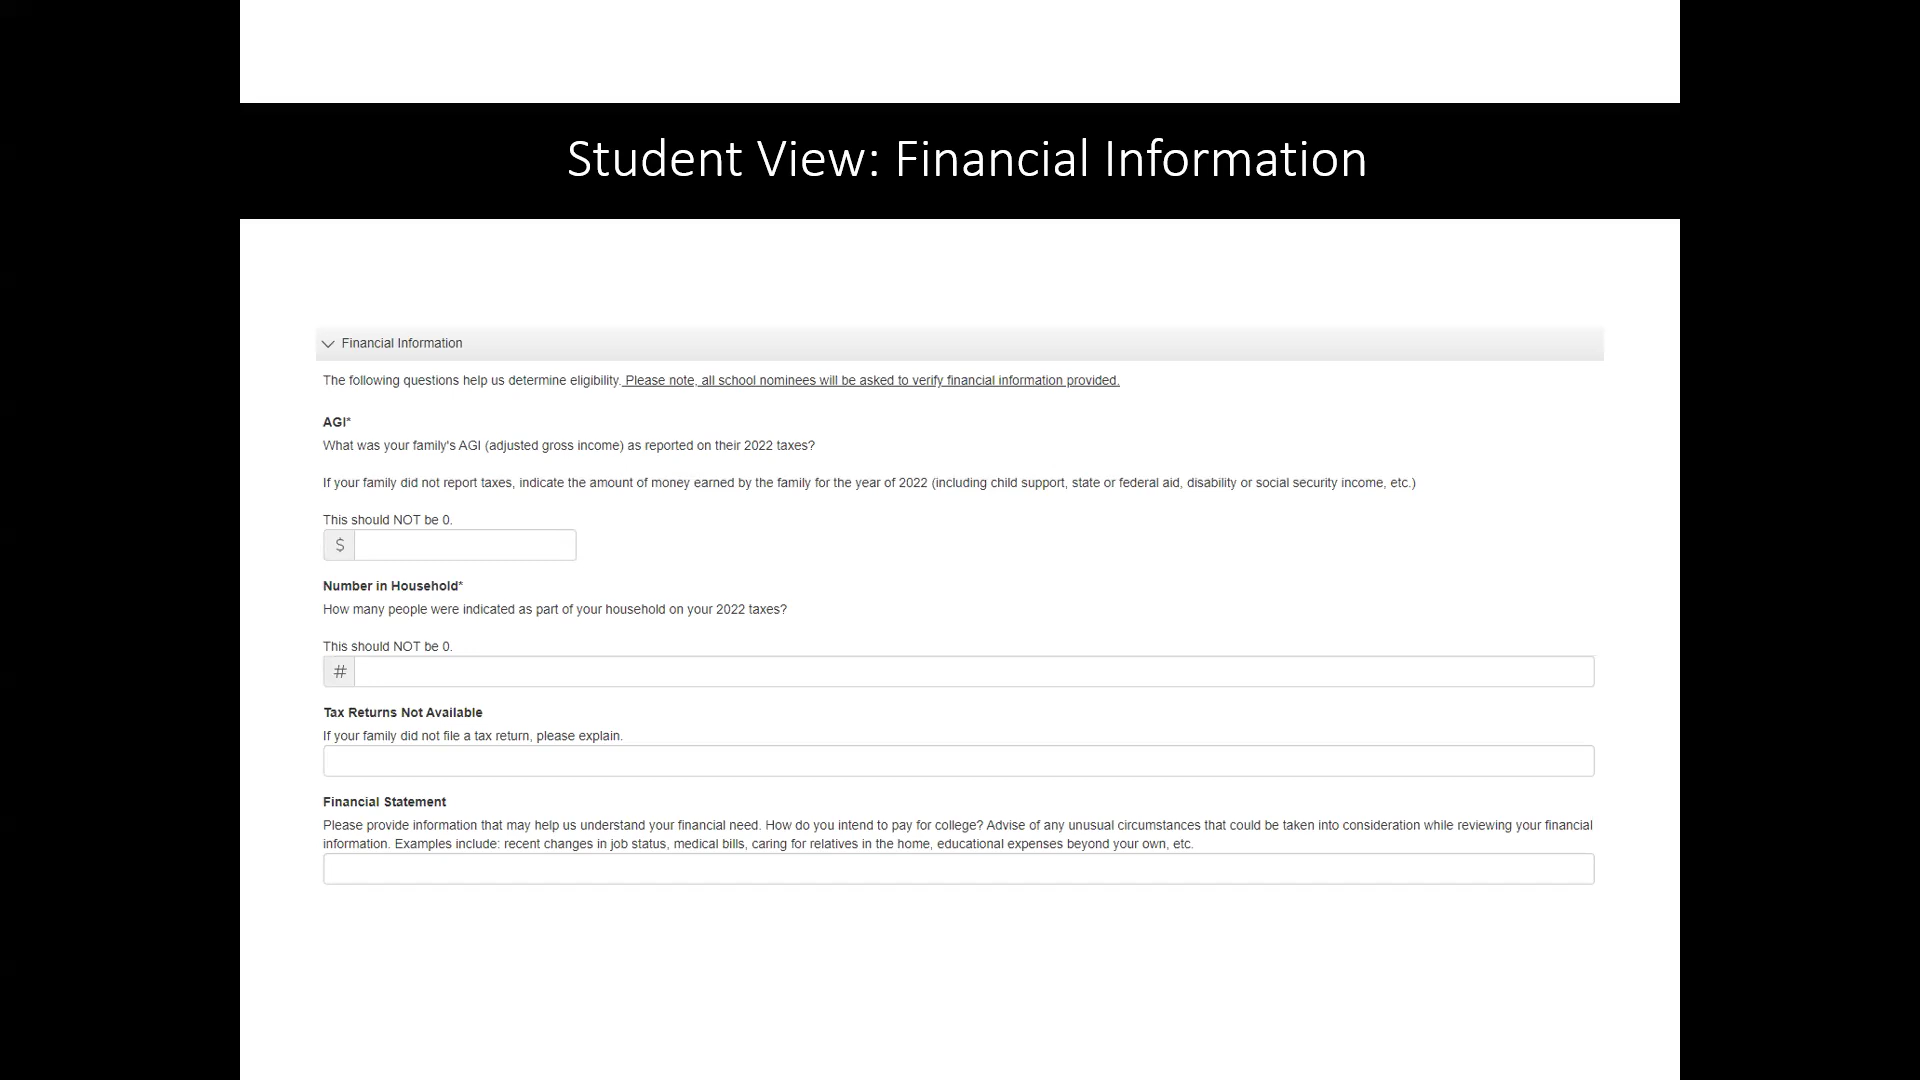 Student View: Financial Information
Financial Information
The following questions help us determine eligibility. Please note, all school nominees will be asked to verify financial information provided.
AGI*
What was your family's AGI (adjusted gross income) as reported on their 2022 taxes?
If your family did not report taxes, indicate the amount of money earned by the family for the year of 2022 (including child support, state or federal aid, disability or social security income, etc.)
This should NOT be 0.
$
Number in Household*
How many people were indicated as part of your household on your 2022 taxes?
This should NOT be 0.
#
Tax Returns Not Available
If your family did not file a tax return, please explain.
Financial Statement
Please provide information that may help us understand your financial need. How do you intend to pay for college? Advise of any unusual circumstances that could be taken into consideration while reviewing your financial
information. Examples include: recent changes in job status, medical bills, caring for relatives in the home, educational expenses beyond your own, etc.